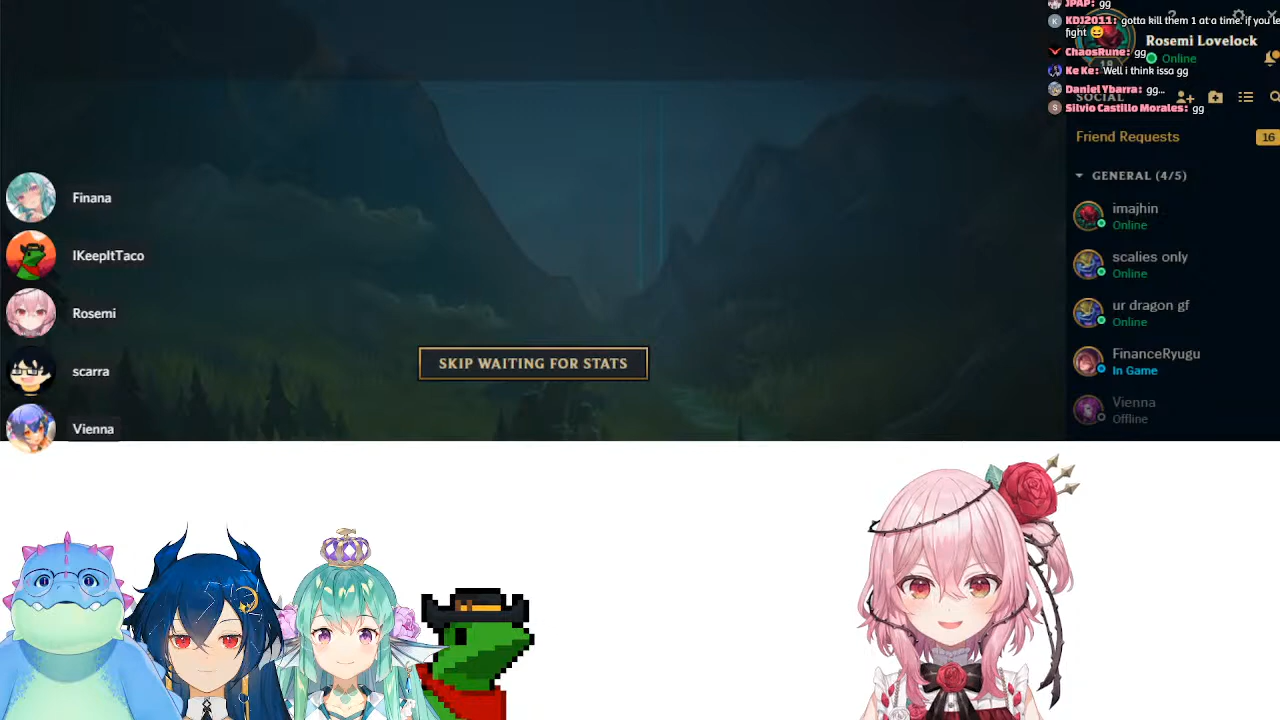 JPAP: gg
KDJ2011: gotta kill them 1 at a time. if you le
fight
ChaosRune: gg
Ke Ke: Well i think issa gg
Daniel Ybarra: gg...
Silvio Castillo Morales: gg
Rosemi Lovelock
Online
18
SOCIAL
Friend Requests
16
GENERAL (4/5)
imajhin
Online
scalies only
Online
ur dragon gf
Online
FinanceRyugu
In Game
Vienna
Offline
Finana
IKeepItTaco
Rosemi
scarra
Vienna
SKIP WAITING FOR STATS